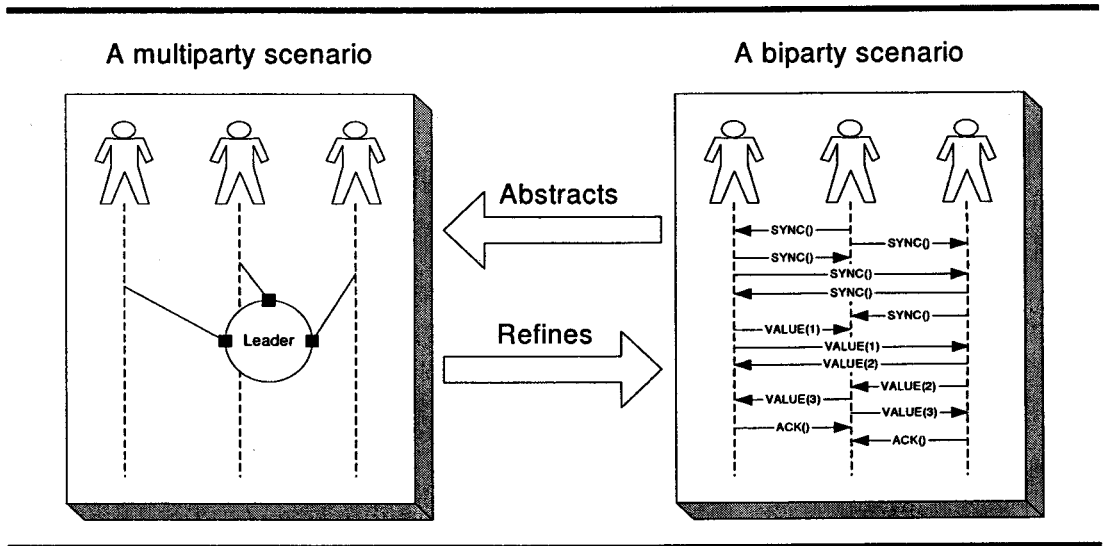 A multiparty scenario
A biparty scenario
Abstracts
Refines
Leader
SYNC()
SYNC()
SYNC()
SYNC()
SYNC()
SYNC()
VALUE(1)
VALUE(1)
VALUE(2)
VALUE(2)
VALUE(3)
VALUE(3)
ACK()
ACK()